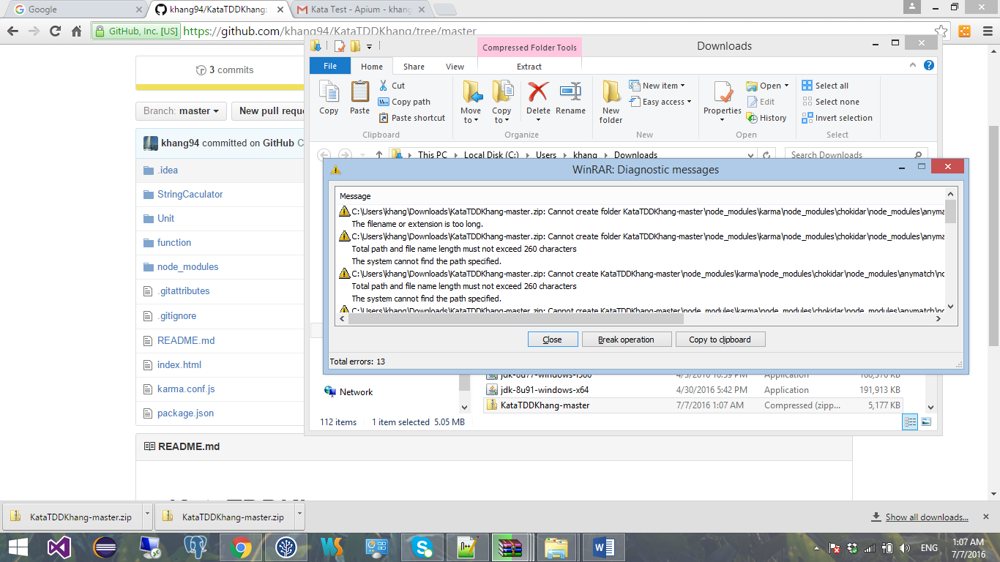 Google
khang94/KataTDDKhang:
Kata Test - Apium - khang
GitHub, Inc. [US]
https://github.com/khang94/KataTDDKhang/tree/master
3 commits
Branch: master
New pull reque
khang94 committed on GitHub C
.idea
StringCaculator
Unit
function
node_modules
.gitattributes
.gitignore
README.md
index.html
karma.conf.js
package.json
README.md
Compressed Folder Tools
Downloads
File
Home
Share
View
Extract
Copy
Paste
Cut
Copy path
Paste shortcut
Clipboard
Move to
Copy to
Delete
Rename
Organize
New folder
New item
Easy access
New
Properties
Open
Edit
History
Open
Select all
Select none
Invert selection
Select
This PC
Local Disk (C:)
Users
khang
Downloads
Search Downloads
WinRAR: Diagnostic messages
Message
C:\Users\khang\Downloads\KataTDDKhang-master.zip: Cannot create folder KataTDDKhang-master\node_modules\karma\node_modules\chokidar\node_modules\anyma
The filename or extension is too long.
C:\Users\khang\Downloads\KataTDDKhang-master.zip: Cannot create folder KataTDDKhang-master\node_modules\karma\node_modules\chokidar\node_modules\anyma
Total path and file name length must not exceed 260 characters
The system cannot find the path specified.
C:\Users\khang\Downloads\KataTDDKhang-master.zip: Cannot create KataTDDKhang-master\node_modules\karma\node_modules\chokidar\node_modules\anymatch\no
Total path and file name length must not exceed 260 characters
The system cannot find the path specified.
C:\Users\khang\Downloads\KataTDDKhang-master.zip: Cannot create KataTDDKhang-master\node_modules\karma\node_modules\chokidar\node_modules\anymatch\no
Close
Break operation
Copy to clipboard
Total errors: 13
jdk-8u77-windows-i586
Application
Network
jdk-8u91-windows-x64
4/30/2016 5:42 PM
Application
191,913 KB
KataTDDKhang-master
7/7/2016 1:07 AM
Compressed (zipp...
5,177 KB
112 items
1 item selected 5.05 MB
KataTDDKhang-master.zip
KataTDDKhang-master.zip
Show all downloads...
ENG
1:07 AM
7/7/2016